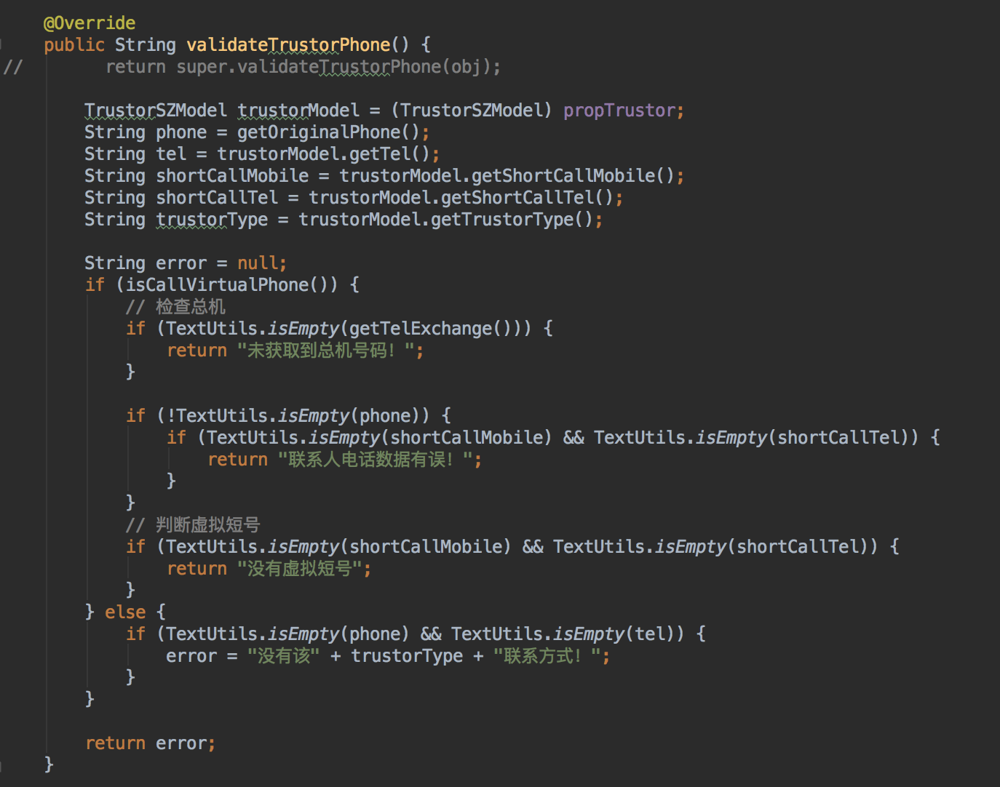 @Override
public String validateTrustorPhone() {
//        return super.validateTrustorPhone(obj);
TrustorSZModel trustorModel = (TrustorSZModel) propTrustor;
String phone = getOriginalPhone();
String tel = trustorModel.getTel();
String shortCallMobile = trustorModel.getShortCallMobile();
String shortCallTel = trustorModel.getShortCallTel();
String trustorType = trustorModel.getTrustorType();
String error = null;
if (isCallVirtualPhone()) {
// 检查总机
if (TextUtils.isEmpty(getTelExchange())) {
return "未获取到总机号码！";
}
if (!TextUtils.isEmpty(phone)) {
if (TextUtils.isEmpty(shortCallMobile) && TextUtils.isEmpty(shortCallTel)) {
return "联系人电话数据有误！";
}
}
// 判断虚拟短号
if (TextUtils.isEmpty(shortCallMobile) && TextUtils.isEmpty(shortCallTel)) {
return "没有虚拟短号";
}
} else {
if (TextUtils.isEmpty(phone) && TextUtils.isEmpty(tel)) {
error = "没有该" + trustorType + "联系方式！";
}
}
return error;
}